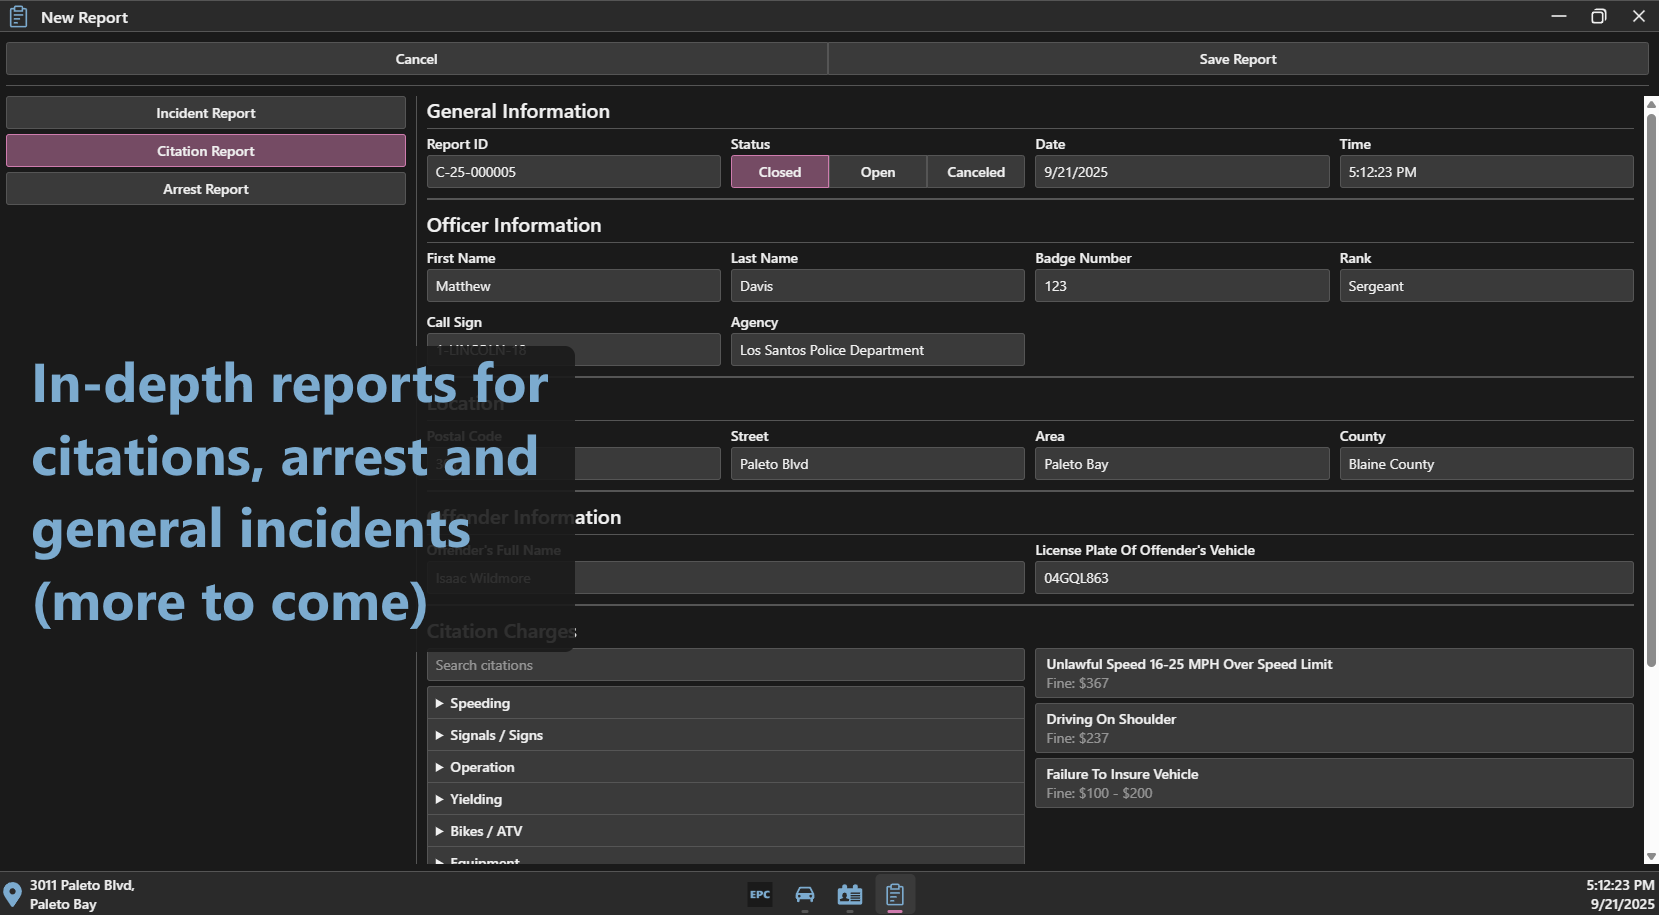 New Report
Cancel
Save Report
Incident Report
Citation Report
Arrest Report
General Information
Report ID
Status
Date
Time
C-25-000005
Closed
Open
Canceled
9/21/2025
5:12:23 PM
Officer Information
First Name
Last Name
Badge Number
Rank
Matthew
Davis
123
Sergeant
Call Sign
Agency
1-LINCOLN-18
Los Santos Police Department
In-depth reports for
citations, arrest and
general incidents
(more to come)
Location
Postal Code
Street
Area
County
Paleto Blvd
Paleto Bay
Blaine County
Offender Information
Offender's Full Name
License Plate Of Offender's Vehicle
Isaac Wildmore
04GQL863
Citation Charges
Search citations
Speeding
Signals / Signs
Operation
Yielding
Bikes / ATV
Equipment
Unlawful Speed 16-25 MPH Over Speed Limit
Fine: $367
Driving On Shoulder
Fine: $237
Failure To Insure Vehicle
Fine: $100 - $200
3011 Paleto Blvd,
Paleto Bay
EPC
5:12:23 PM
9/21/2025